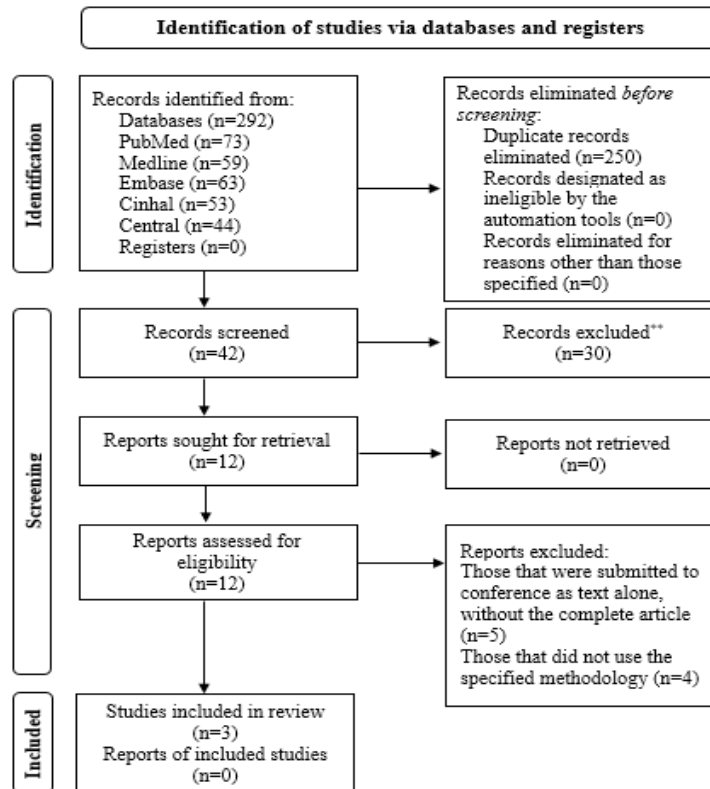 Identification of studies via databases and registers
Identification
Records identified from:
Databases (n=292)
PubMed (n=73)
Medline (n=59)
Embase (n=63)
Cinhal (n=53)
Central (n=44)
Registers (n=0)
Records eliminated before
screening:
Duplicate records
eliminated (n=250)
Records designated as
ineligible by the
automation tools (n=0)
Records eliminated for
reasons other than those
specified (n=0)
Screening
Records screened
(n=42)
Records excluded**
(n=30)
Reports sought for retrieval
(n=12)
Reports not retrieved
(n=0)
Reports assessed for
eligibility
(n=12)
Reports excluded:
Those that were submitted to
conference as text alone,
without the complete article
(n=5)
Those that did not use the
specified methodology (n=4)
Included
Studies included in review
(n=3)
Reports of included studies
(n=0)